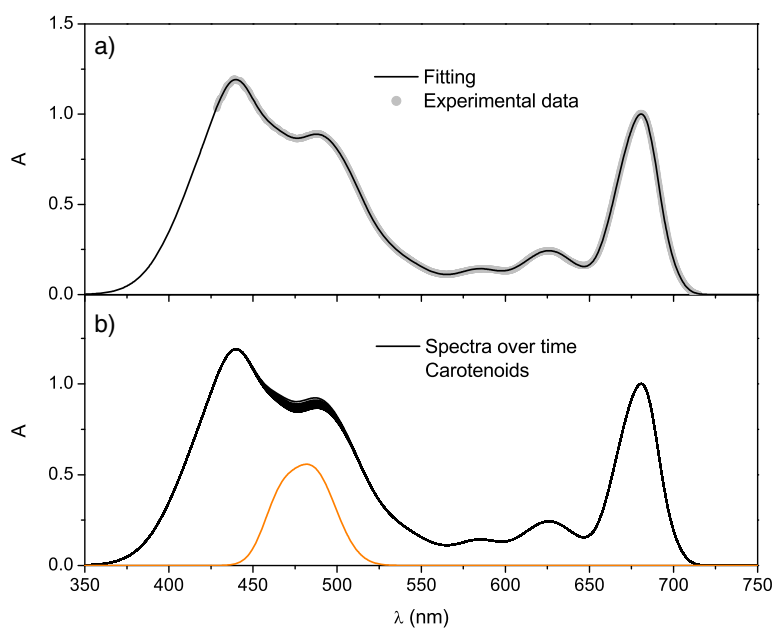 1.5
a)
Fitting
Experimental data
1.0
A
0.5
0.0
b)
Spectra over time
Carotenoids
1.0
A
0.5
0.0
350 400 450 500 550 600 650 700 750
λ (nm)